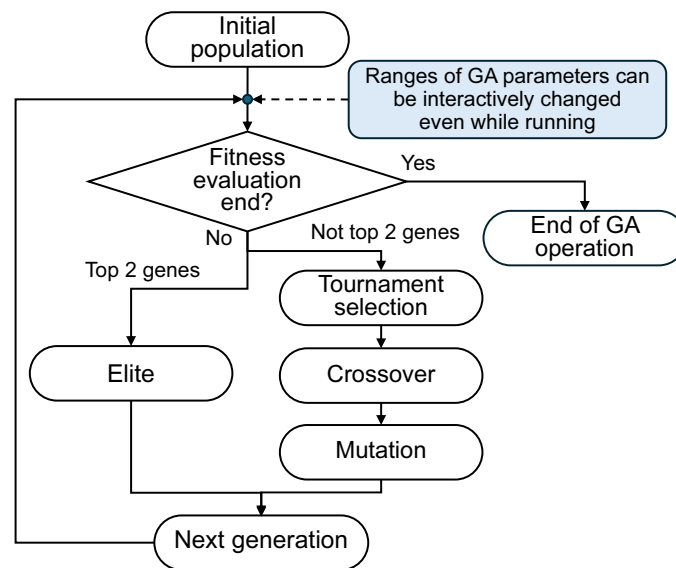 Initial
population
Ranges of GA parameters can
be interactively changed
even while running
Fitness
evaluation
end?
Yes
No
End of GA
operation
Not top 2 genes
Top 2 genes
Tournament
selection
Elite
Crossover
Mutation
Next generation